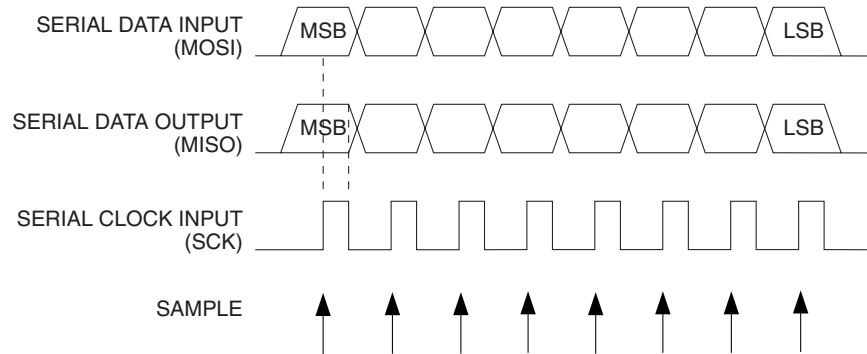 SERIAL DATA INPUT
(MOSI)
MSB LSB
SERIAL DATA OUTPUT
(MISO)
MSB LSB
SERIAL CLOCK INPUT
(SCK)
SAMPLE